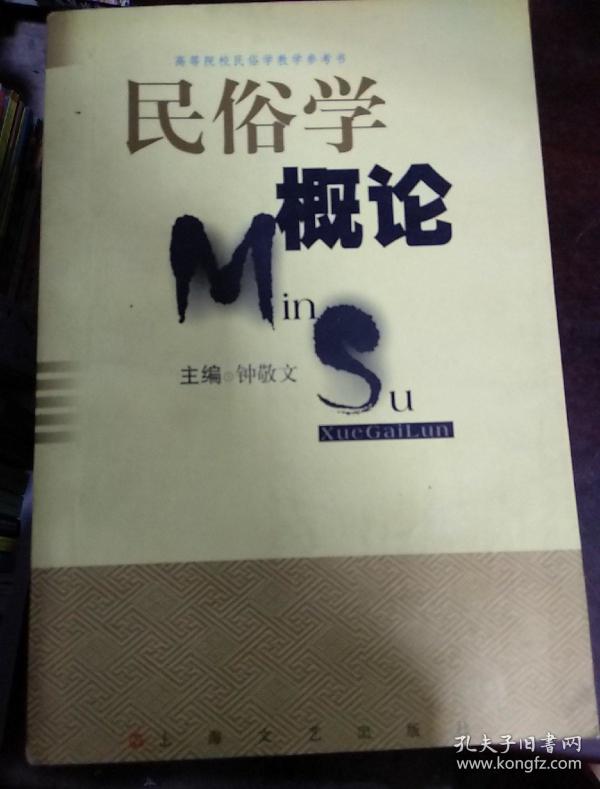 高等院校民俗学教学参考书
民俗学
概论
Min
Su
XueGaiLun
主编◎钟敬文
上海文艺出版社
孔夫子旧书网
www.kongfz.com